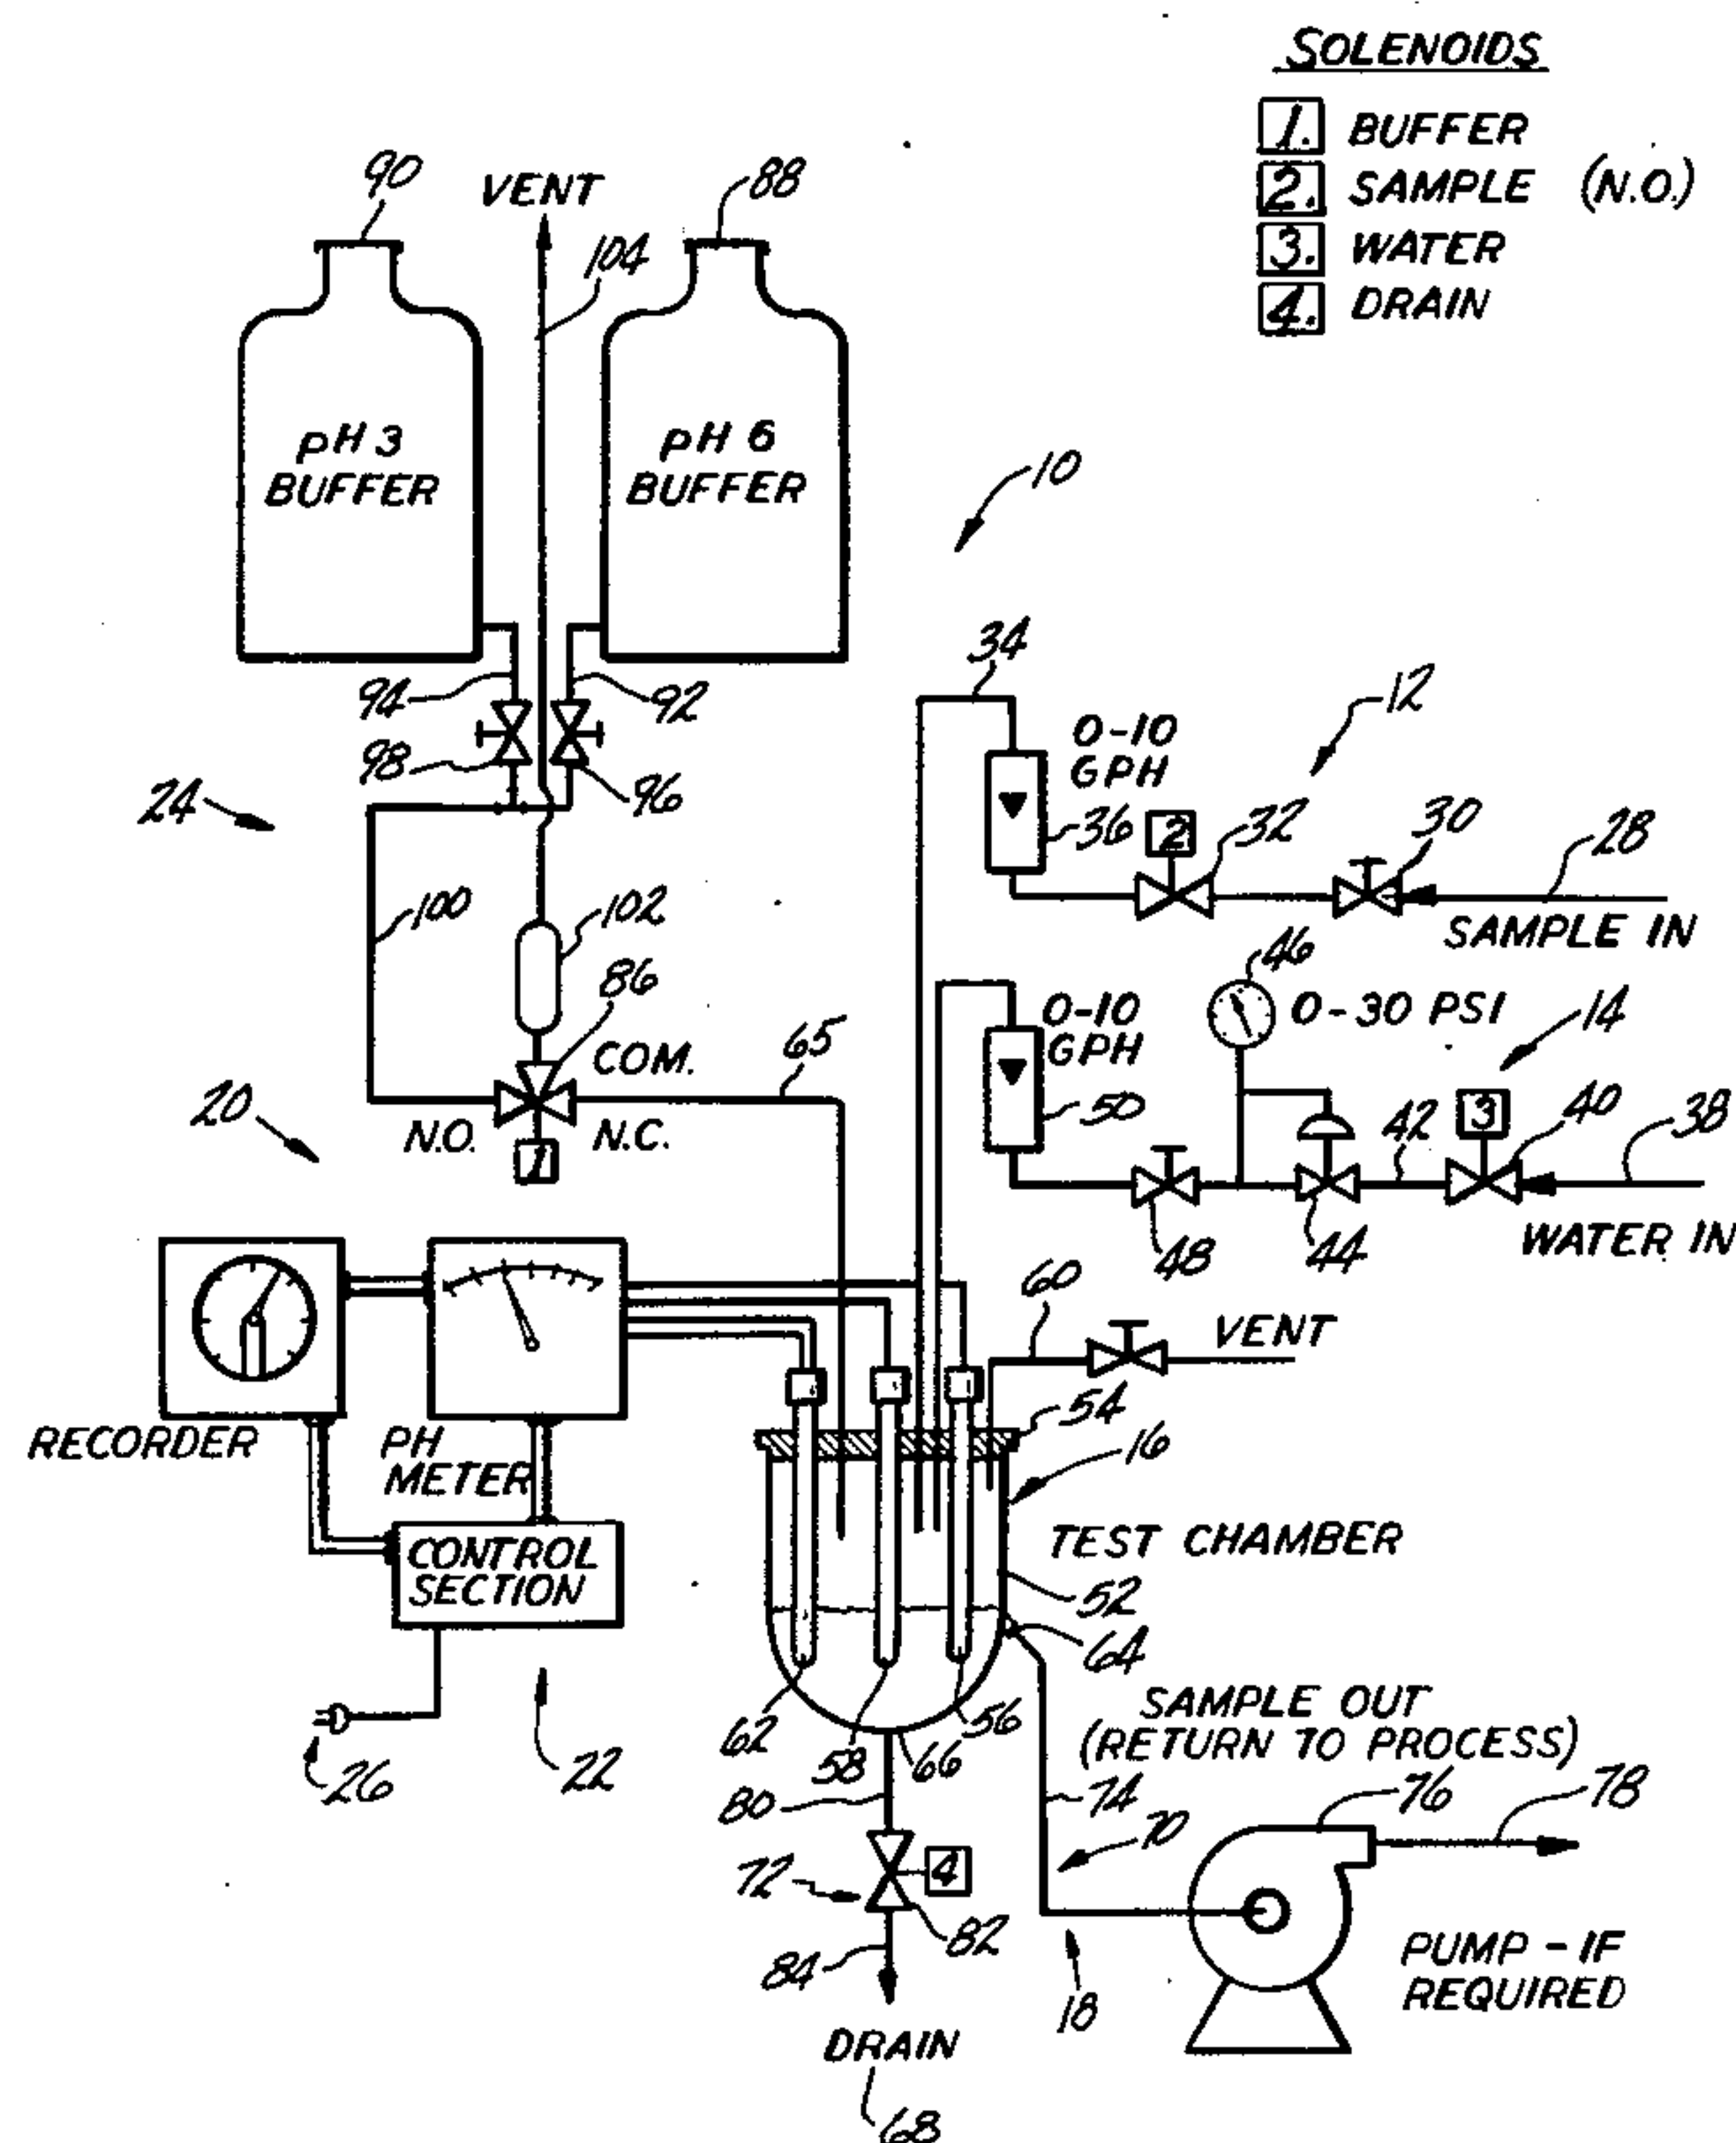 SOLENOIDS
1. BUFFER
2. SAMPLE (N.O.)
3. WATER
4. DRAIN
90
VENT
88
104
pH 3
BUFFER
pH 6
BUFFER
10
34
94
92
12
0-10
GPH
98
96
24
36
2
32
30
28
SAMPLE IN
100
102
46
86
0-10
GPH
0-30 PSI
14
COM.
65
20
50
42
3
40
38
N.O.
N.C.
1
48
44
WATER IN
60
VENT
54
RECORDER
PH
METER
16
TEST CHAMBER
CONTROL
SECTION
52
64
62
58
66
56
SAMPLE OUT
(RETURN TO PROCESS)
26
22
80
74
70
76
78
72
4
82
84
18
PUMP - IF
REQUIRED
DRAIN
68